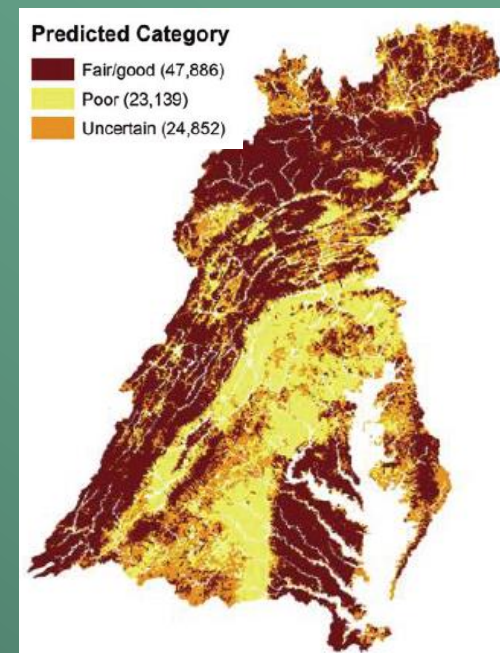 Predicted Category
Fair/good (47,886)
Poor (23,139)
Uncertain (24,852)